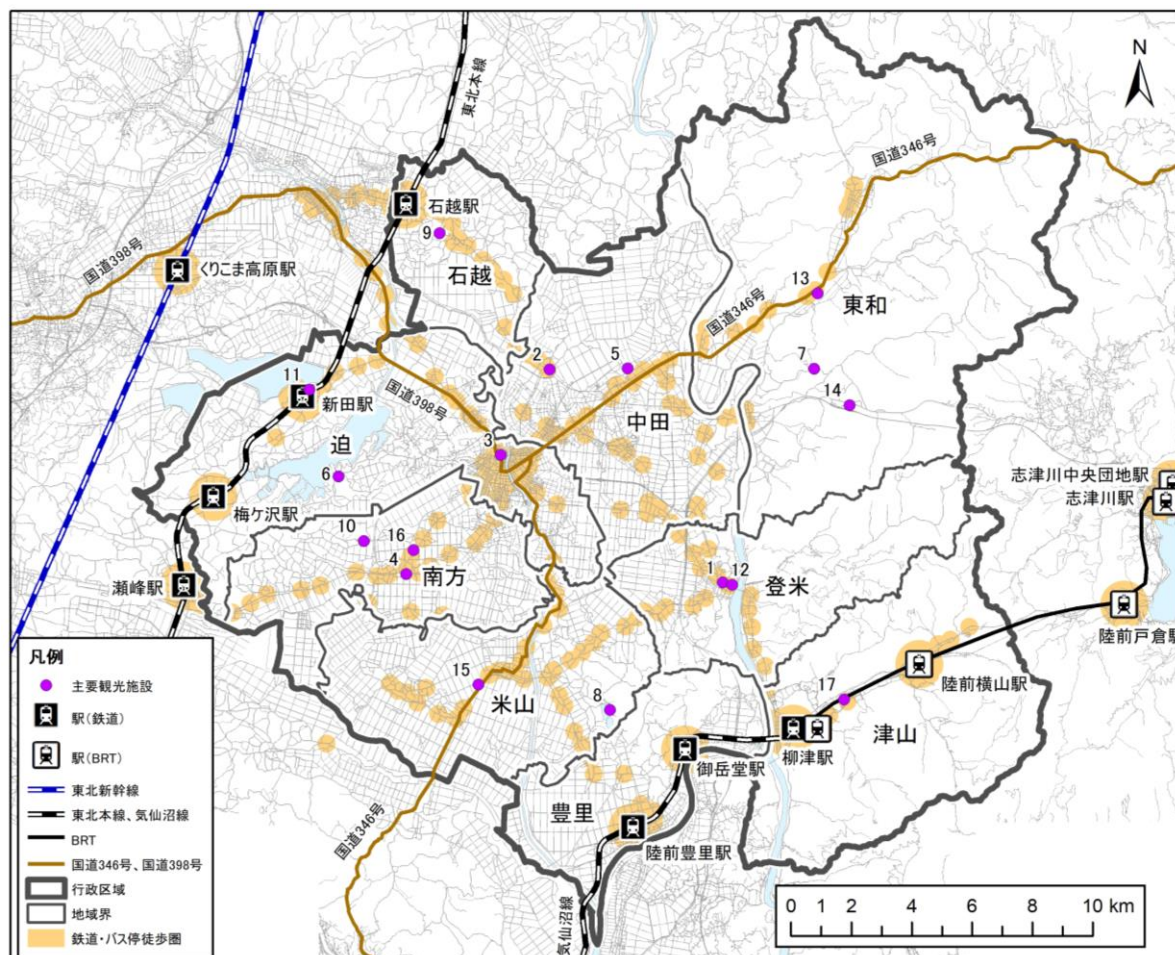 N
東北本線
国道346号
石越駅
9
石越
国道398号
くりこま高原駅
13
東和
国道346号
2
5
7
11
新田駅
国道398号
14
中田
3
迫
6
志津川中央団地駅
志津川駅
梅ケ沢駅
10
16
4
南方
1
12
登米
瀬峰駅
陸前戸倉駅
15
米山
8
17
陸前横山駅
津山
柳津駅
御岳堂駅
豊里
陸前豊里駅
国道346号
気仙沼線
凡例
主要観光施設
駅(鉄道)
駅(BRT)
東北新幹線
東北本線、気仙沼線
BRT
国道346号、国道398号
行政区域
地域界
鉄道・バス停徒歩圏
0 1 2 4 6 8 10 km